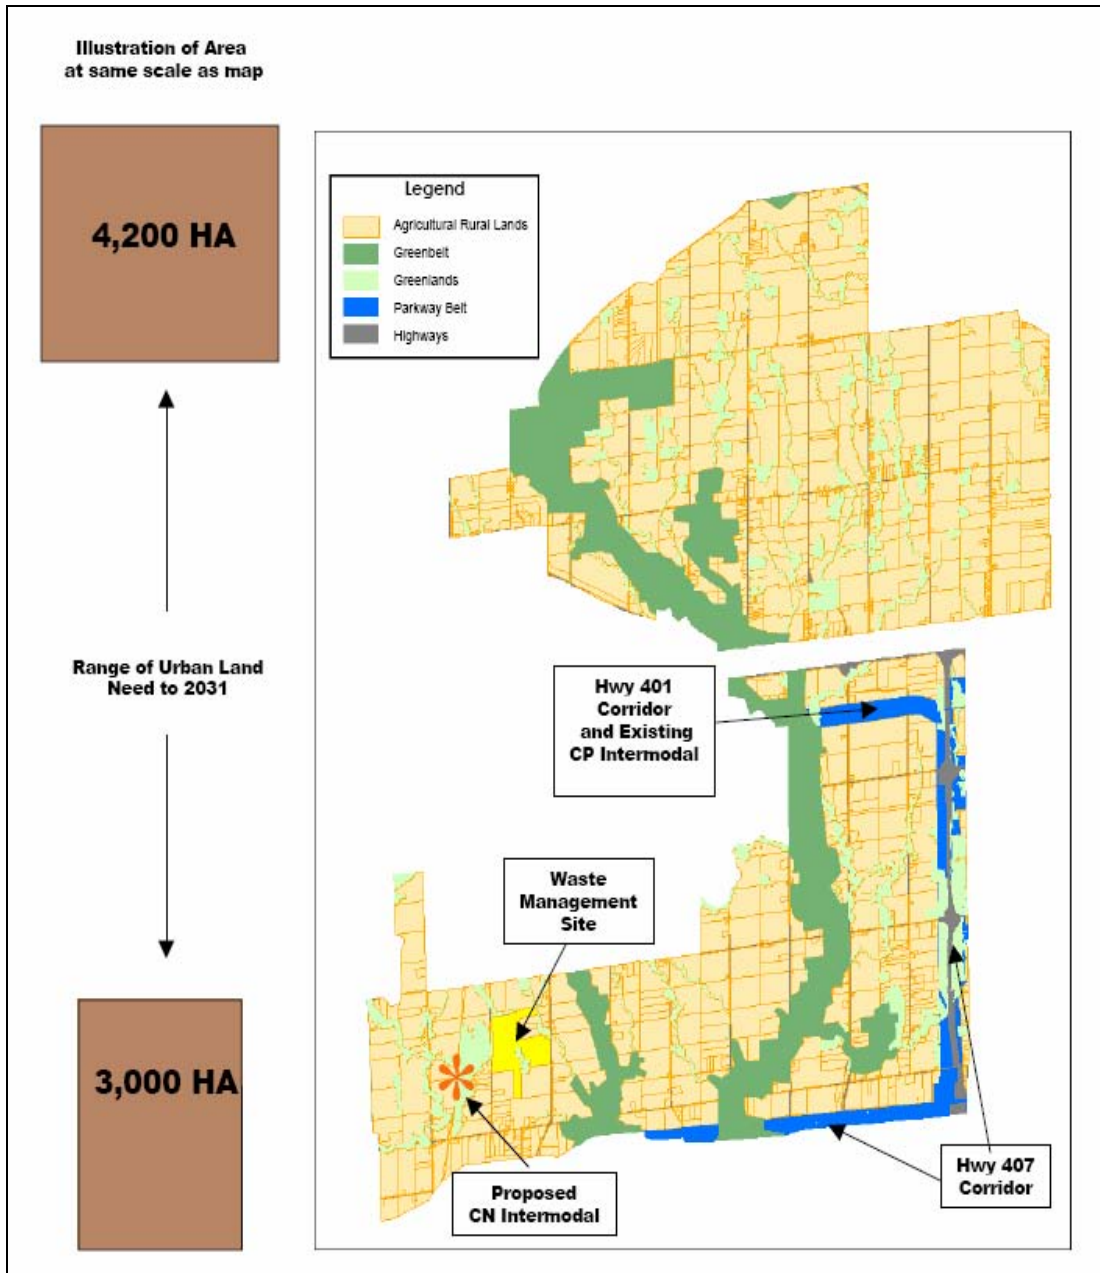 Illustration of Area
at same scale as map
4,200 HA
Range of Urban Land
Need to 2031
3,000 HA
Legend
Agricultural Rural Lands
Greenbelt
Greenlands
Parkway Belt
Highways
Hwy 401
Corridor
and Existing
CP Intermodal
Waste
Management
Site
Proposed
CN Intermodal
Hwy 407
Corridor